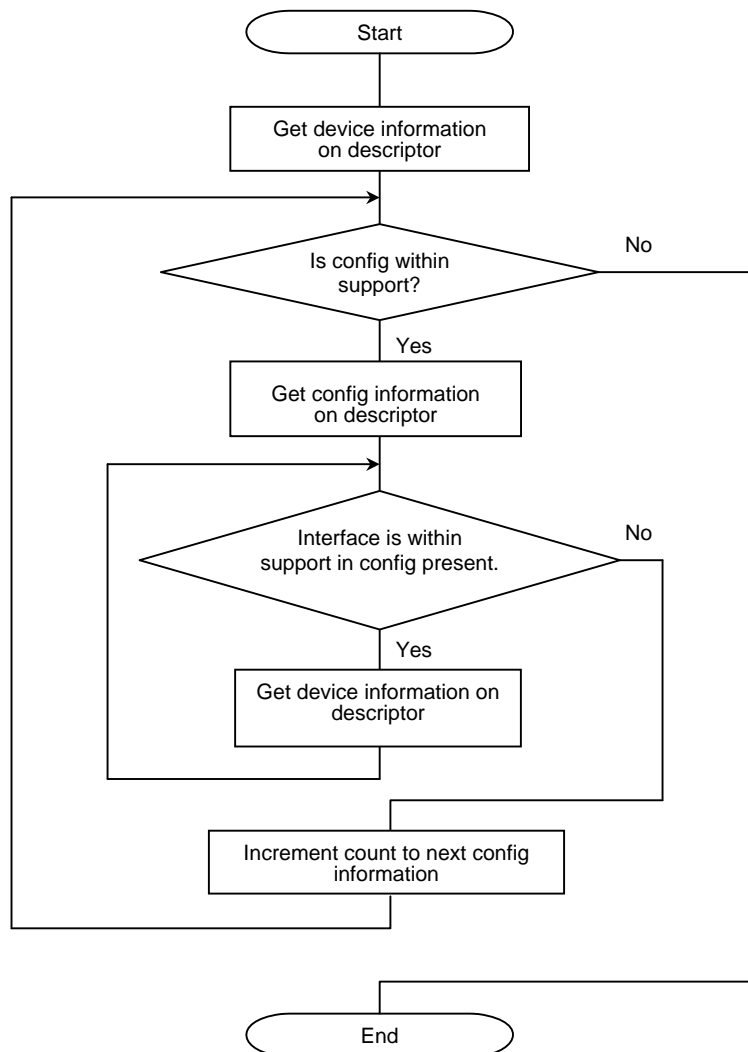 Start
Get device information
on descriptor
Is config within
support?
No
Yes
Get config information
on descriptor
Interface is within
support in config present.
No
Yes
Get device information on
descriptor
Increment count to next config
information
End